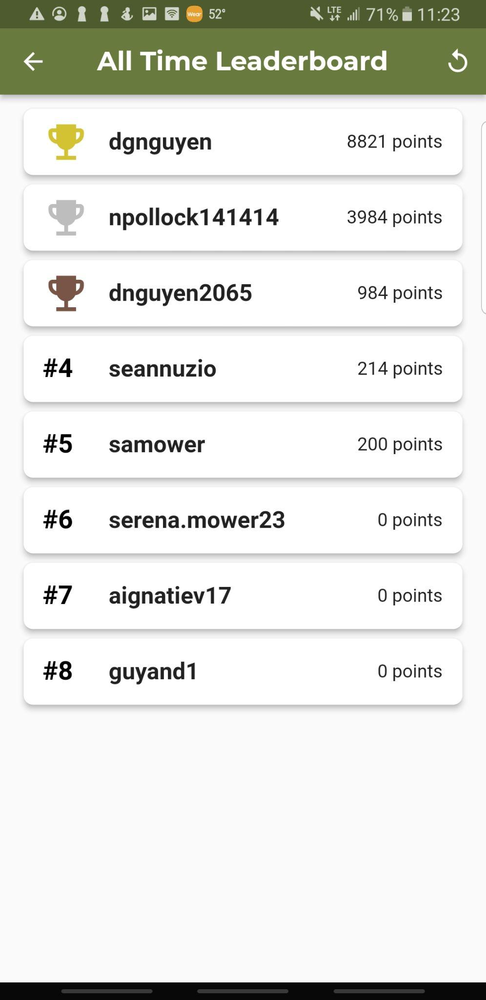 Wear 52° LTE 71% 11:23
All Time Leaderboard
dgnguyen 8821 points
npollock141414 3984 points
dnguyen2065 984 points
#4 seannuzio 214 points
#5 samower 200 points
#6 serena.mower23 0 points
#7 aignatiev17 0 points
#8 guyand1 0 points